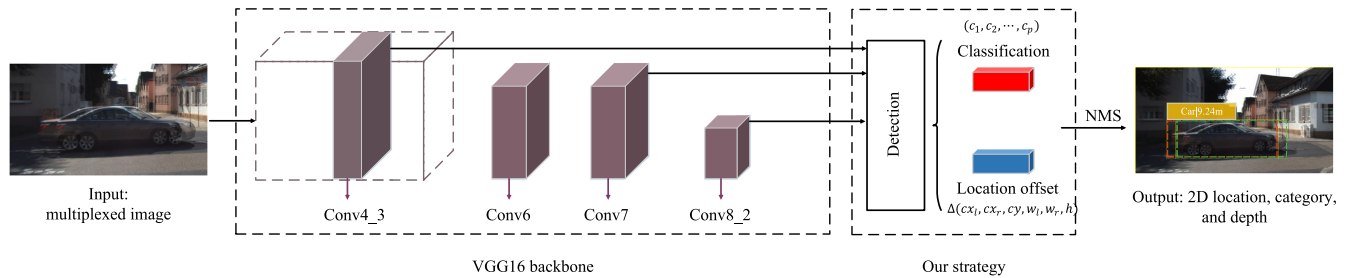 Input:
multiplexed image
Conv4_3
Conv6
Conv7
Conv8_2
VGG16 backbone
Detection
(c₁, c₂, ⋯, cₚ)
Classification
Location offset
Δ(cxₗ, cxᵣ, cy, wₗ, wᵣ, h)
Our strategy
NMS
Car|9.24m
Output: 2D location, category,
and depth